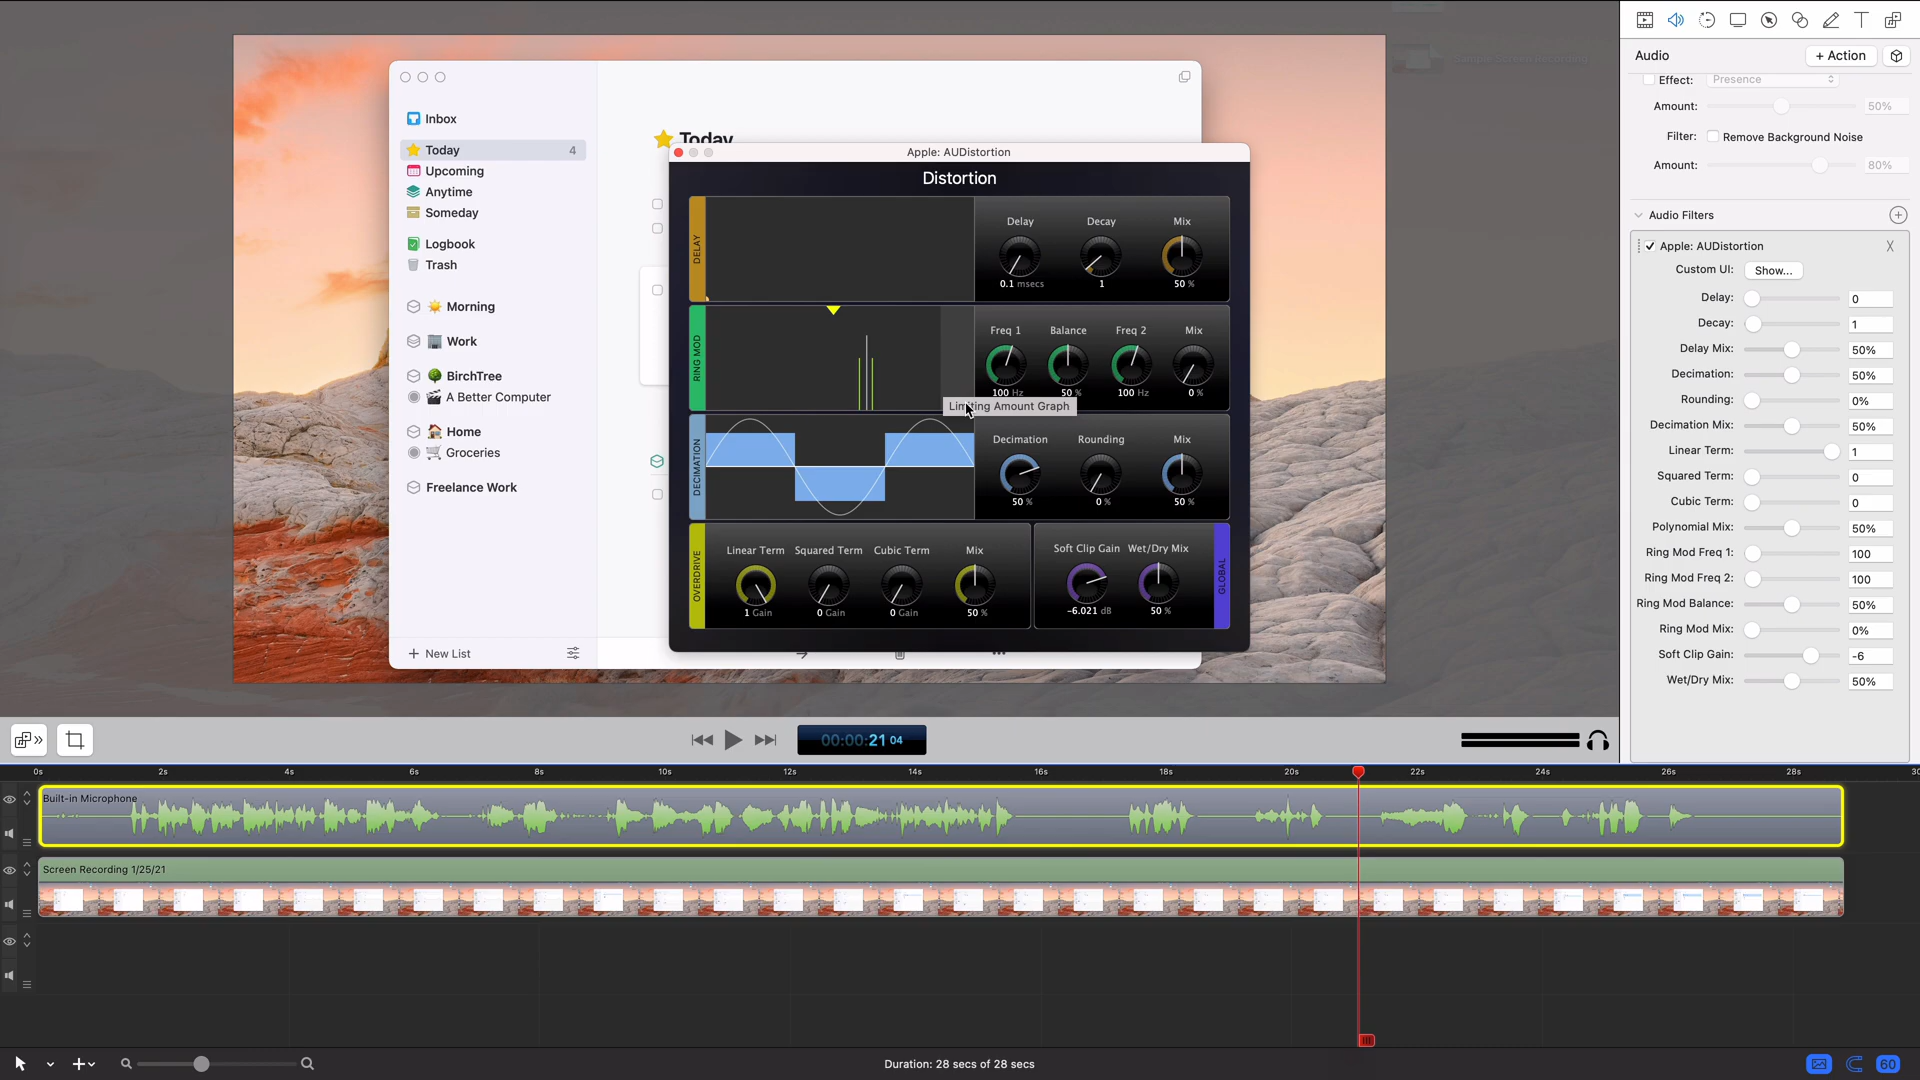 Sample Screen Recording
Audio
+ Action
Effect: Presence
Amount: 50%
Filter: Remove Background Noise
Amount: 80%
Audio Filters
Apple: AUDistortion
Custom UI: Show...
Delay: 0
Decay: 1
Delay Mix: 50%
Decimation: 50%
Rounding: 0%
Decimation Mix: 50%
Linear Term: 1
Squared Term: 0
Cubic Term: 0
Polynomial Mix: 50%
Ring Mod Freq 1: 100
Ring Mod Freq 2: 100
Ring Mod Balance: 50%
Ring Mod Mix: 0%
Soft Clip Gain: -6
Wet/Dry Mix: 50%
Inbox
Today 4
Upcoming
Anytime
Someday
Logbook
Trash
Morning
Work
BirchTree
A Better Computer
Home
Groceries
Freelance Work
+ New List
Today
Apple: AUDistortion
Distortion
DELAY
Delay Decay Mix
0.1 msecs 1 50 %
RING MOD
Freq 1 Balance Freq 2 Mix
100 Hz 50 % 100 Hz 0 %
Limiting Amount Graph
DECIMATION
Decimation Rounding Mix
50 % 0 % 50 %
OVERDRIVE
Linear Term Squared Term Cubic Term Mix
1 Gain 0 Gain 0 Gain 50 %
Soft Clip Gain Wet/Dry Mix
-6.021 dB 50 %
GLOBAL
00:00:21 04
0s 2s 4s 6s 8s 10s 12s 14s 16s 18s 20s 22s 24s 26s 28s 30
Built-in Microphone
Screen Recording 1/25/21
Duration: 28 secs of 28 secs
60